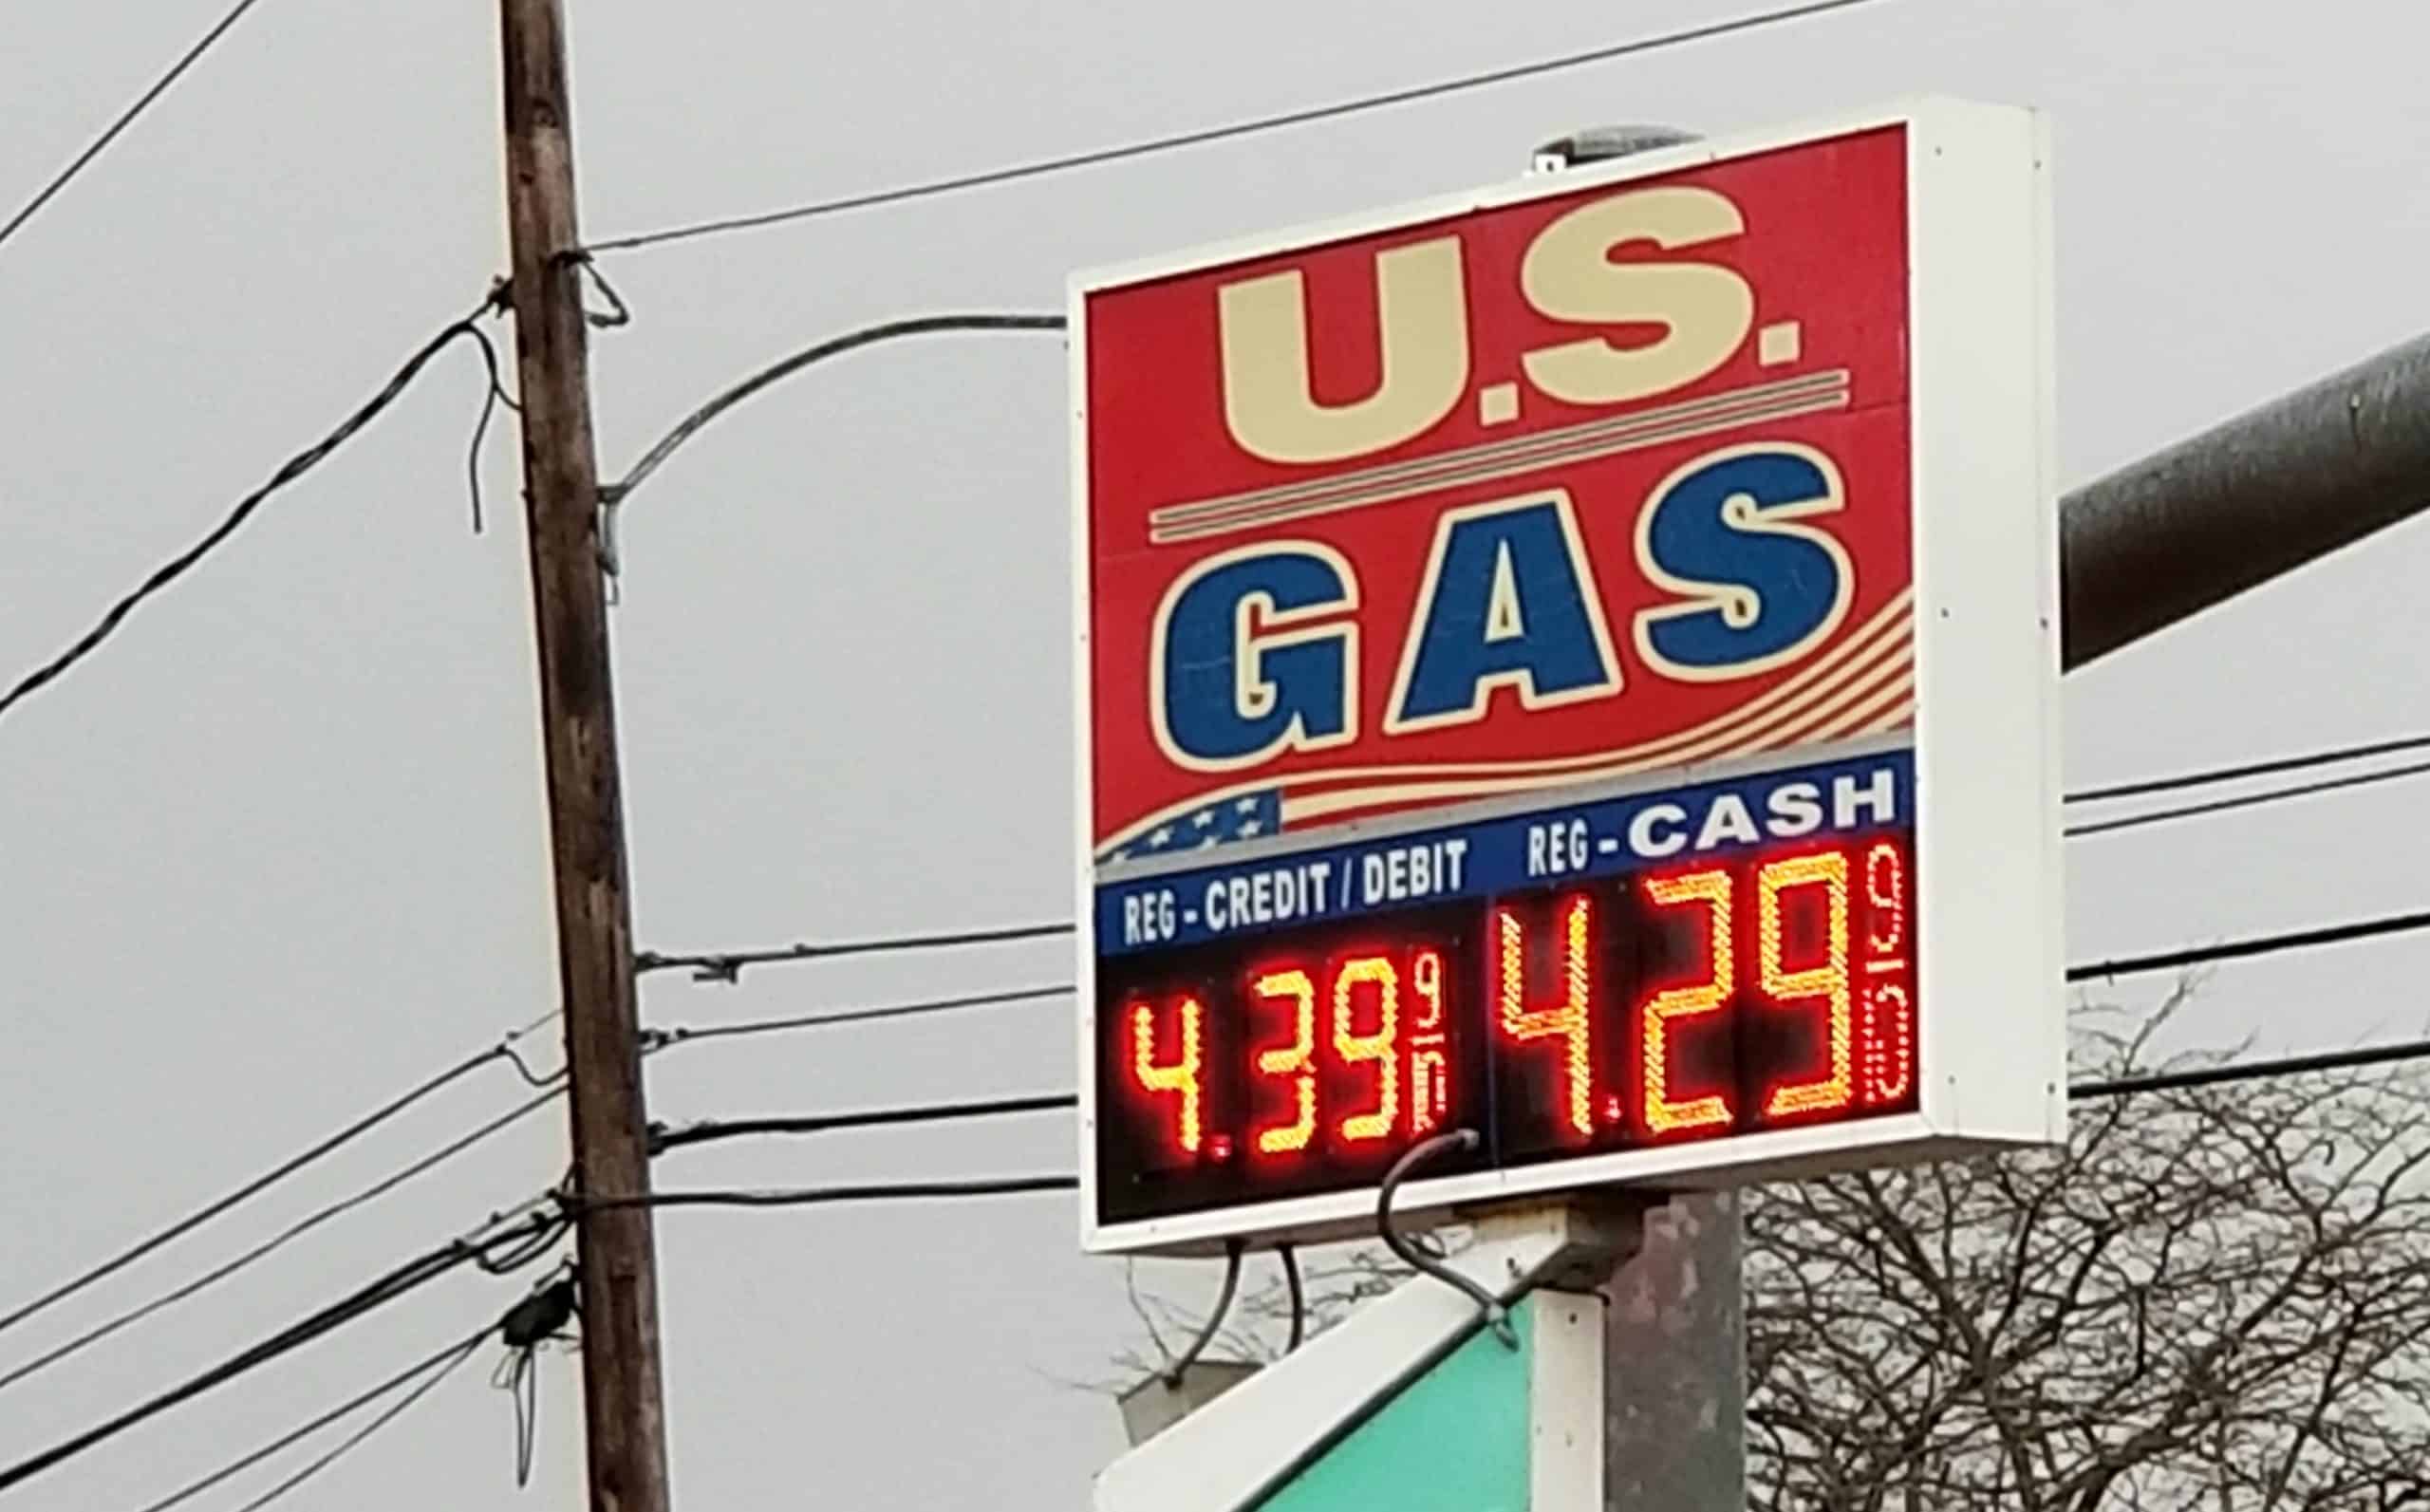 U.S.
GAS
REG - CREDIT / DEBIT
REG - CASH
4.39 9/10
4.29 9/10